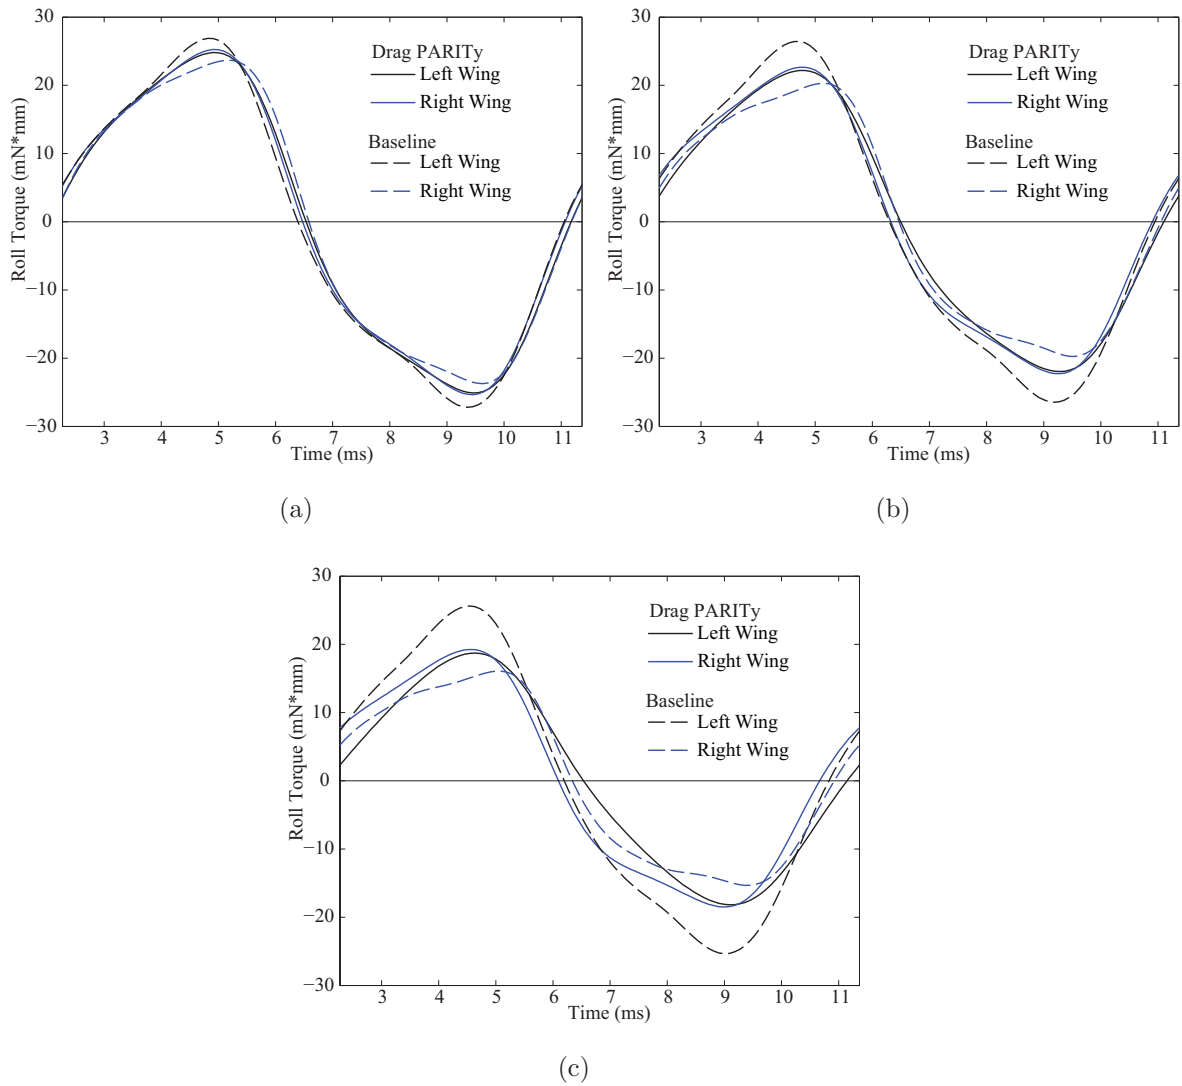 30
20
10
0
−10
−20
−30
Roll Torque (mN*mm)
Drag PARITy
Left Wing
Right Wing
Baseline
Left Wing
Right Wing
3 4 5 6 7 8 9 10 11
Time (ms)
(a)
30
20
10
0
−10
−20
−30
Roll Torque (mN*mm)
Drag PARITy
Left Wing
Right Wing
Baseline
Left Wing
Right Wing
3 4 5 6 7 8 9 10 11
Time (ms)
(b)
30
20
10
0
−10
−20
−30
Roll Torque (mN*mm)
Drag PARITy
Left Wing
Right Wing
Baseline
Left Wing
Right Wing
3 4 5 6 7 8 9 10 11
Time (ms)
(c)